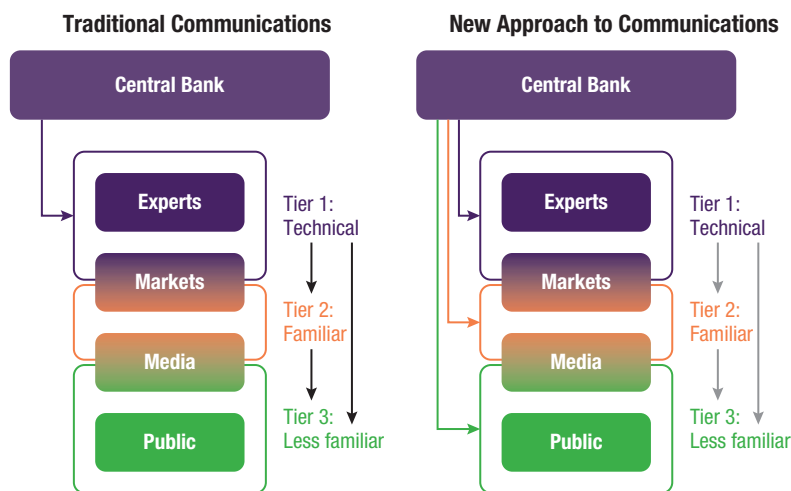 Traditional Communications
Central Bank
Experts
Markets
Media
Public
Tier 1:
Technical
Tier 2:
Familiar
Tier 3:
Less familiar
New Approach to Communications
Central Bank
Experts
Markets
Media
Public
Tier 1:
Technical
Tier 2:
Familiar
Tier 3:
Less familiar